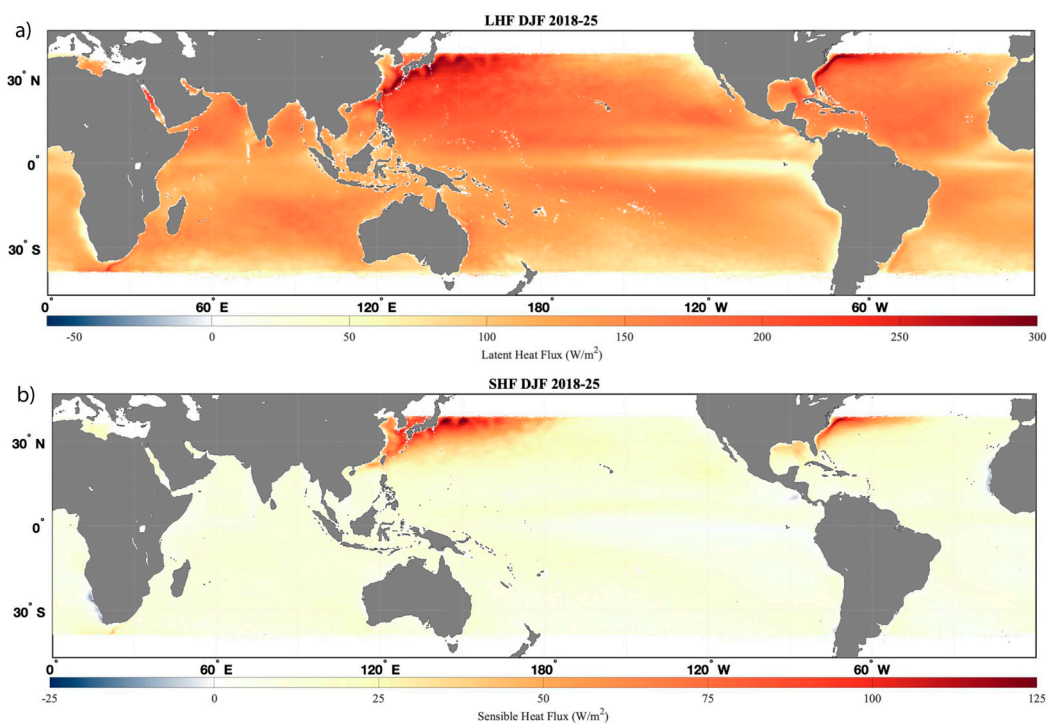 a)
LHF DJF 2018-25
30° N
0°
30° S
0° 60° E 120° E 180° 120° W 60° W
-50 0 50 100 150 200 250 300
Latent Heat Flux (W/m²)
b)
SHF DJF 2018-25
30° N
0°
30° S
0° 60° E 120° E 180° 120° W 60° W
-25 0 25 50 75 100 125
Sensible Heat Flux (W/m²)